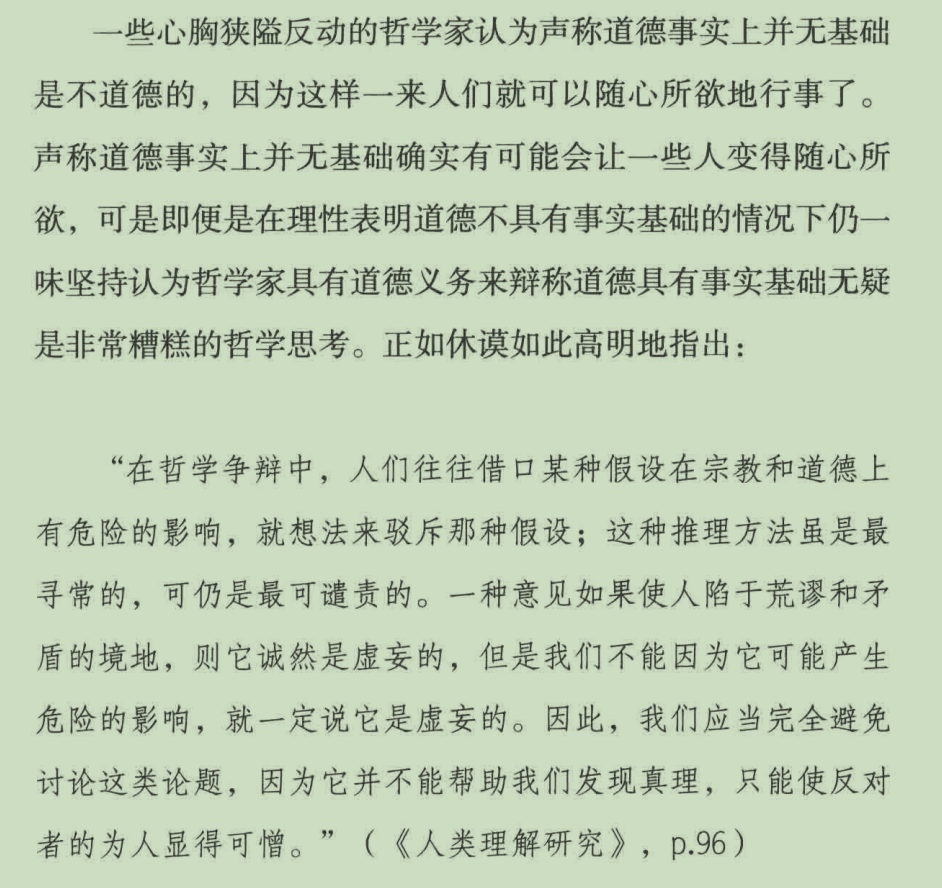 一些心胸狭隘反动的哲学家认为声称道德事实上并无基础
是不道德的，因为这样一来人们就可以随心所欲地行事了。
声称道德事实上并无基础确实有可能会让一些人变得随心所
欲，可是即便是在理性表明道德不具有事实基础的情况下仍一
味坚持认为哲学家具有道德义务来辩称道德具有事实基础无疑
是非常糟糕的哲学思考。正如休谟如此高明地指出：
“在哲学争辩中，人们往往借口某种假设在宗教和道德上
有危险的影响，就想法来驳斥那种假设；这种推理方法虽是最
寻常的，可仍是最可谴责的。一种意见如果使人陷于荒谬和矛
盾的境地，则它诚然是虚妄的，但是我们不能因为它可能产生
危险的影响，就一定说它是虚妄的。因此，我们应当完全避免
讨论这类论题，因为它并不能帮助我们发现真理，只能使反对
者的为人显得可憎。”（《人类理解研究》，p.96）